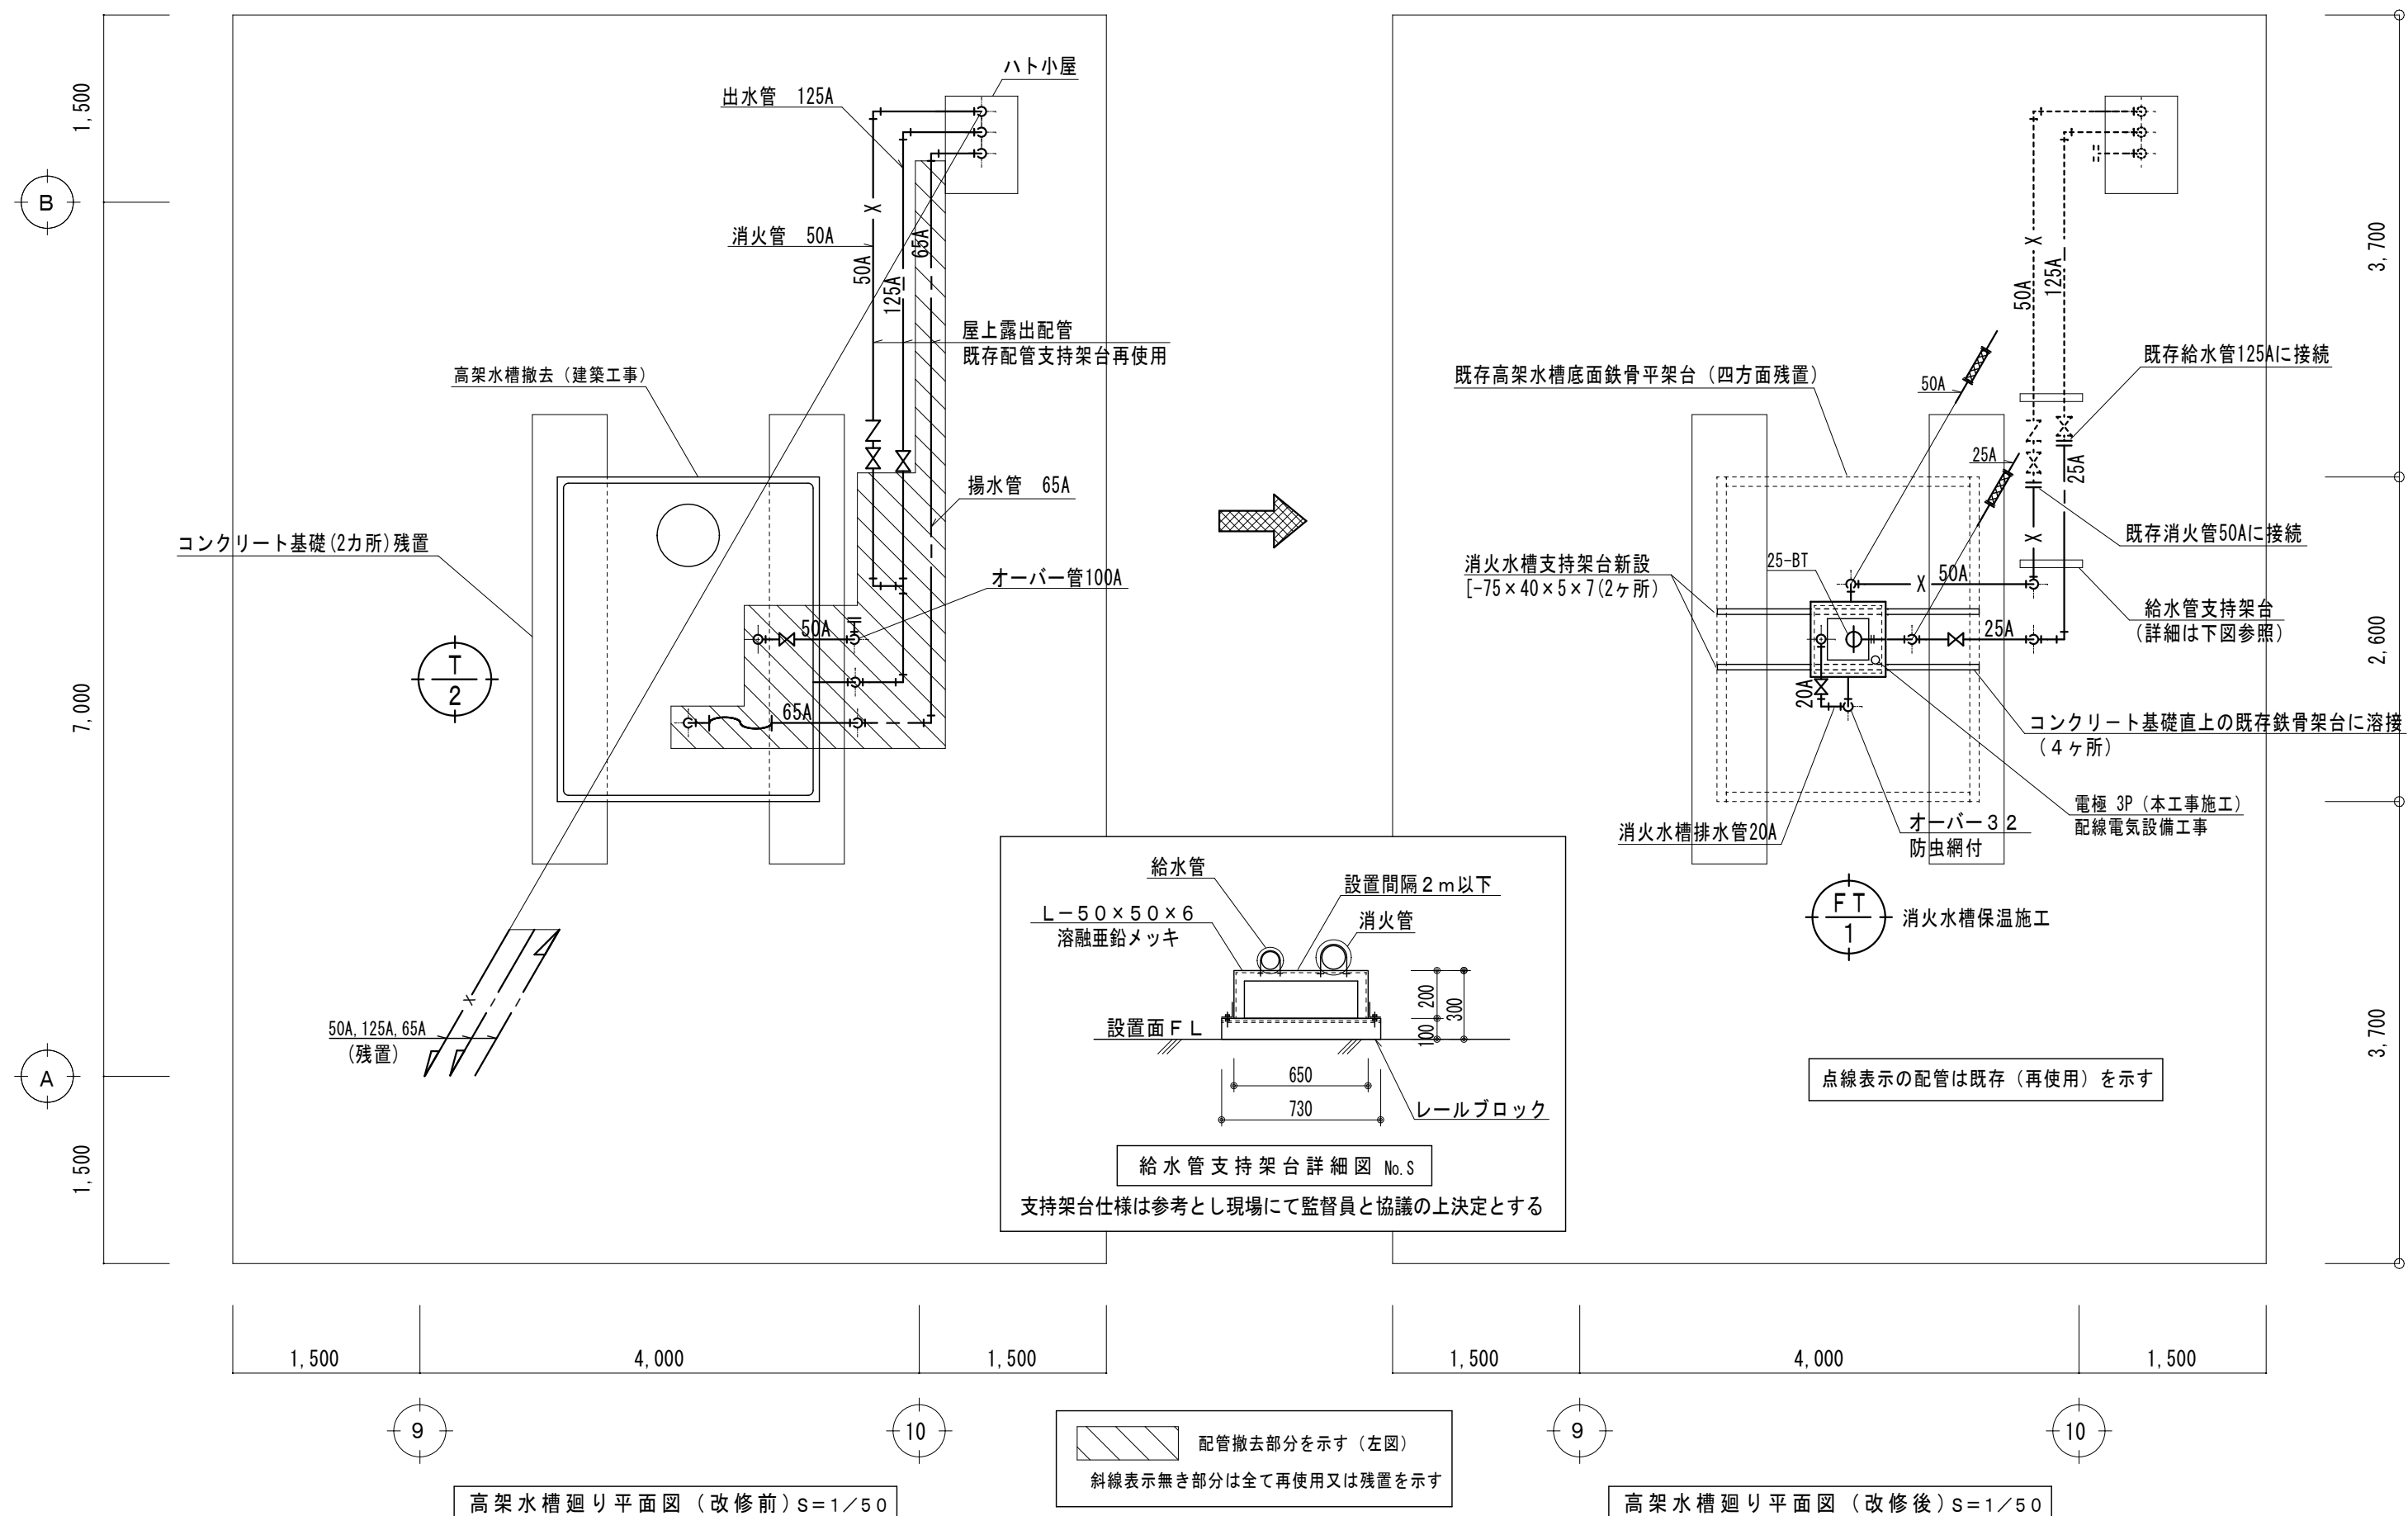 1,500
B
7,000
A
1,500
ハト小屋
出水管 125A
消火管 50A
50A
125A
65A
屋上露出配管
既存配管支持架台再使用
高架水槽撤去（建築工事）
揚水管 65A
コンクリート基礎(2カ所)残置
オーバー管100A
50A
T
2
65A
50A,125A,65A
(残置)
3,700
2,600
3,700
50A
125A
既存給水管125Aに接続
既存高架水槽底面鉄骨平架台（四方面残置）
50A
25A
25A
既存消火管50Aに接続
消火水槽支持架台新設
[-75×40×5×7(2ヶ所)
25-BT
50A
給水管支持架台
(詳細は下図参照)
25A
20A
コンクリート基礎直上の既存鉄骨架台に溶接
（４ヶ所）
電極 3P（本工事施工）
配線電気設備工事
消火水槽排水管20A
オーバー３２
防虫網付
FT
1
消火水槽保温施工
点線表示の配管は既存（再使用）を示す
給水管
設置間隔２ｍ以下
Ｌ－５０×５０×６
溶融亜鉛メッキ
消火管
設置面ＦＬ
200
100
300
650
730
レールブロック
給水管支持架台詳細図 No.S
支持架台仕様は参考とし現場にて監督員と協議の上決定とする
1,500
4,000
1,500
9
10
1,500
4,000
1,500
9
10
配管撤去部分を示す（左図）
斜線表示無き部分は全て再使用又は残置を示す
高架水槽廻り平面図（改修前）S＝1／50
高架水槽廻り平面図（改修後）S＝1／50